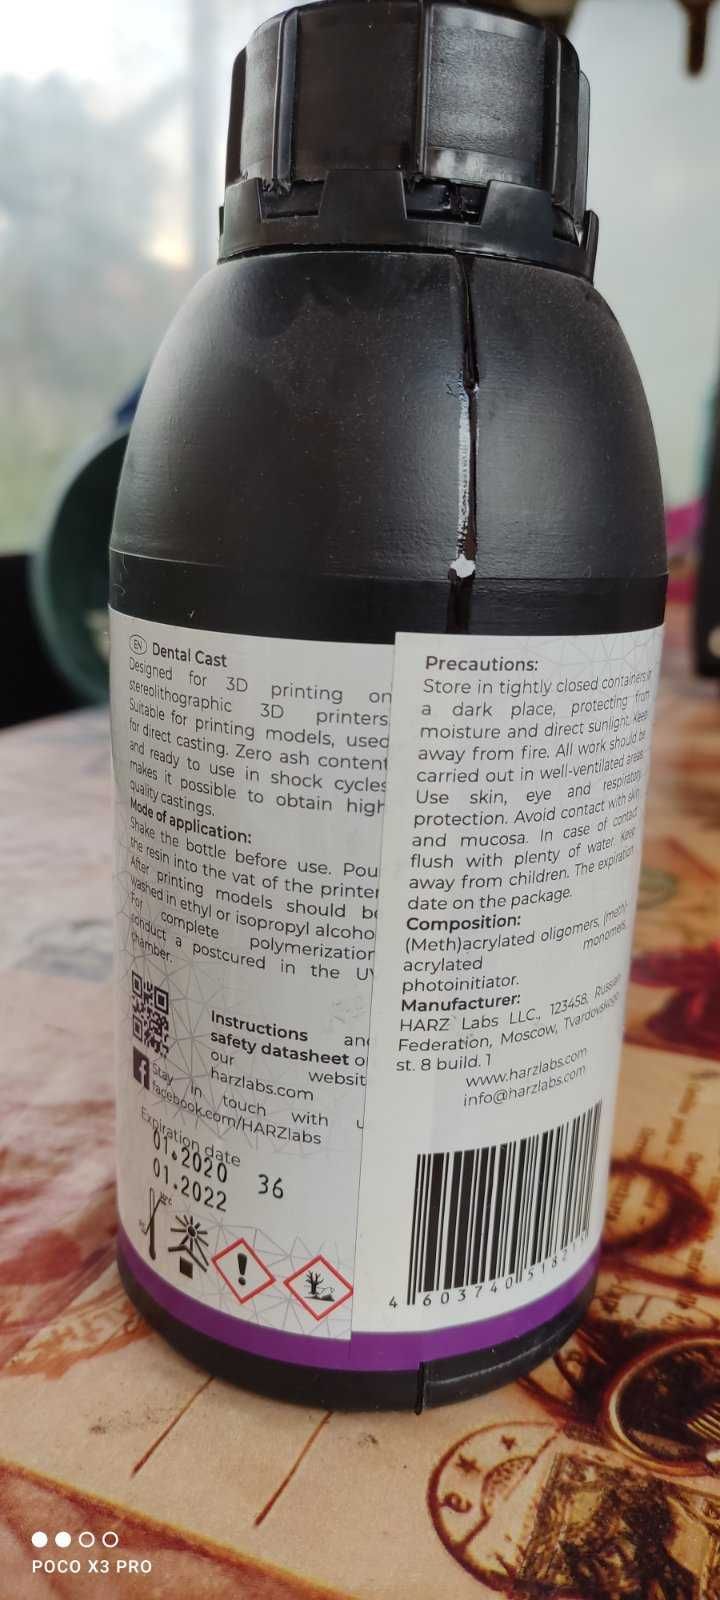 EN Dental Cast
Designed for 3D printing on
stereolithographic 3D printers.
Suitable for printing models, used
for direct casting. Zero ash content
and ready to use in shock cycles
makes it possible to obtain high
quality castings.
Mode of application:
Shake the bottle before use. Pou
the resin into the vat of the printer
After printing models should be
washed in ethyl or isopropyl alcoho
For complete polymerization
conduct a postcured in the UV
chamber.
Instructions and
safety datasheet o
our websit
harzlabs.com
Stay in touch with u
facebook.com/HARZlabs
Expiration date
01.2020 36
01.2022
Precautions:
Store in tightly closed containers in
a dark place, protecting from
moisture and direct sunlight. Keep
away from fire. All work should be
carried out in well-ventilated areas.
Use skin, eye and respiratory
protection. Avoid contact with skin
and mucosa. In case of contact
flush with plenty of water. Keep
away from children. The expiration
date on the package.
Composition:
(Meth)acrylated oligomers, (meth)-
acrylated monomers,
photoinitiator.
Manufacturer:
HARZ Labs LLC., 123458, Russian
Federation, Moscow, Tvardovskogo
st. 8 build. 1
www.harzlabs.com
info@harzlabs.com
POCO X3 PRO